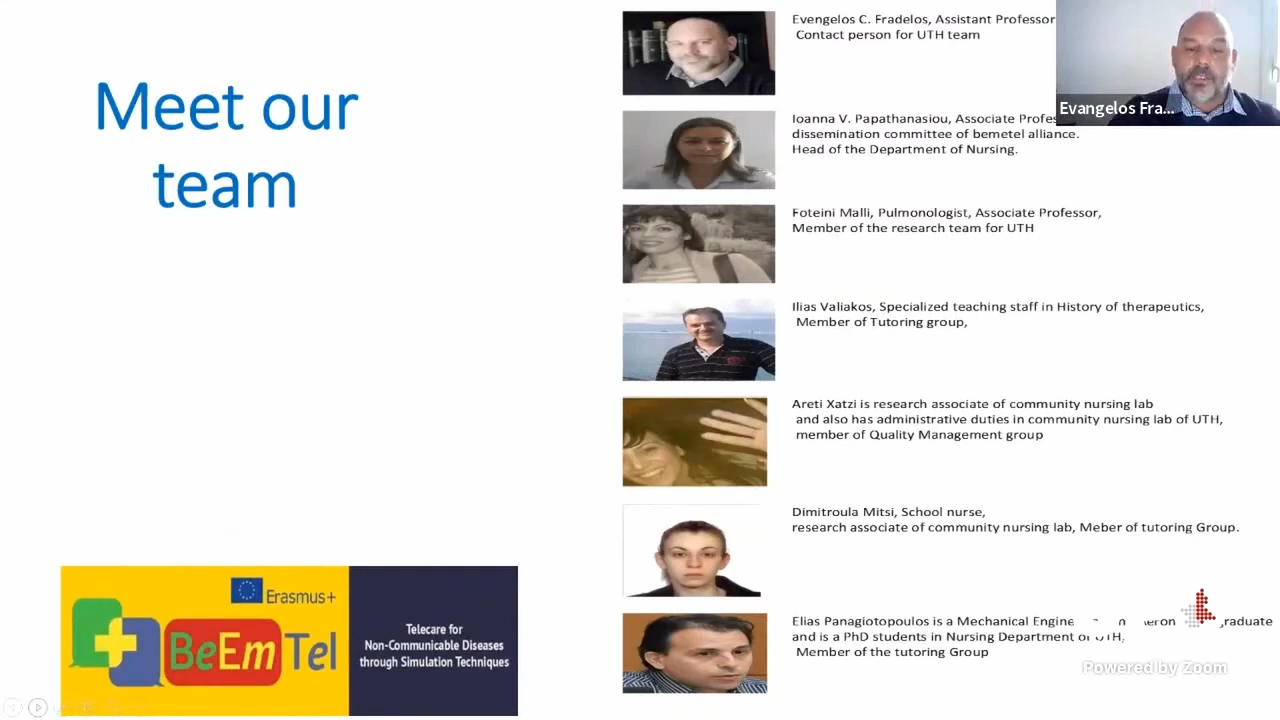 Meet our
team
Evengelos C. Fradelos, Assistant Professor
Contact person for UTH team
Evangelos Fra...
Ioanna V. Papathanasiou, Associate
dissemination committee of bemetel alliance.
Head of the Department of Nursing.
Foteini Malli, Pulmonologist, Associate Professor,
Member of the research team for UTH
Ilias Valiakos, Specialized teaching staff in History of therapeutics,
Member of Tutoring group,
Areti Xatzi is research associate of community nursing lab
and also has administrative duties in community nursing lab of UTH,
member of Quality Management group
Dimitroula Mitsi, School nurse,
research associate of community nursing lab, Meber of tutoring Group.
Elias Panagiotopoulos is a Mechanical
and is a PhD students in Nursing Department of UTH,
Member of the tutoring Group
Erasmus+
BeEmTel
Telecare for
Non-Communicable Diseases
through Simulation Techniques
Powered by Zoom